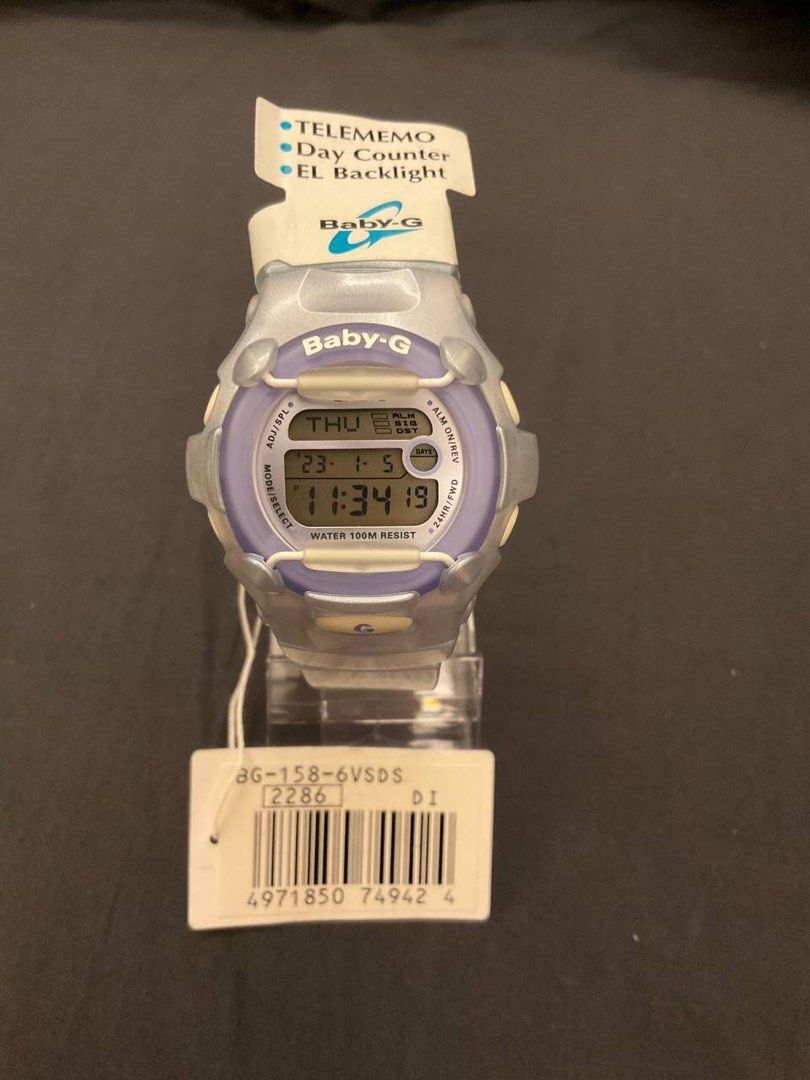 •TELEMEMO
•Day Counter
•EL Backlight
Baby-G
Baby-G
ADJ/SPL
ALM ON/REV
MODE/SELECT
24HR/FWD
THU
ALM
SIG
DST
DAYS
'23- 1- 5
P 11:34 19
WATER 100M RESIST
G
BG-158-6VSDS
2286 DI
4971850 74942 4